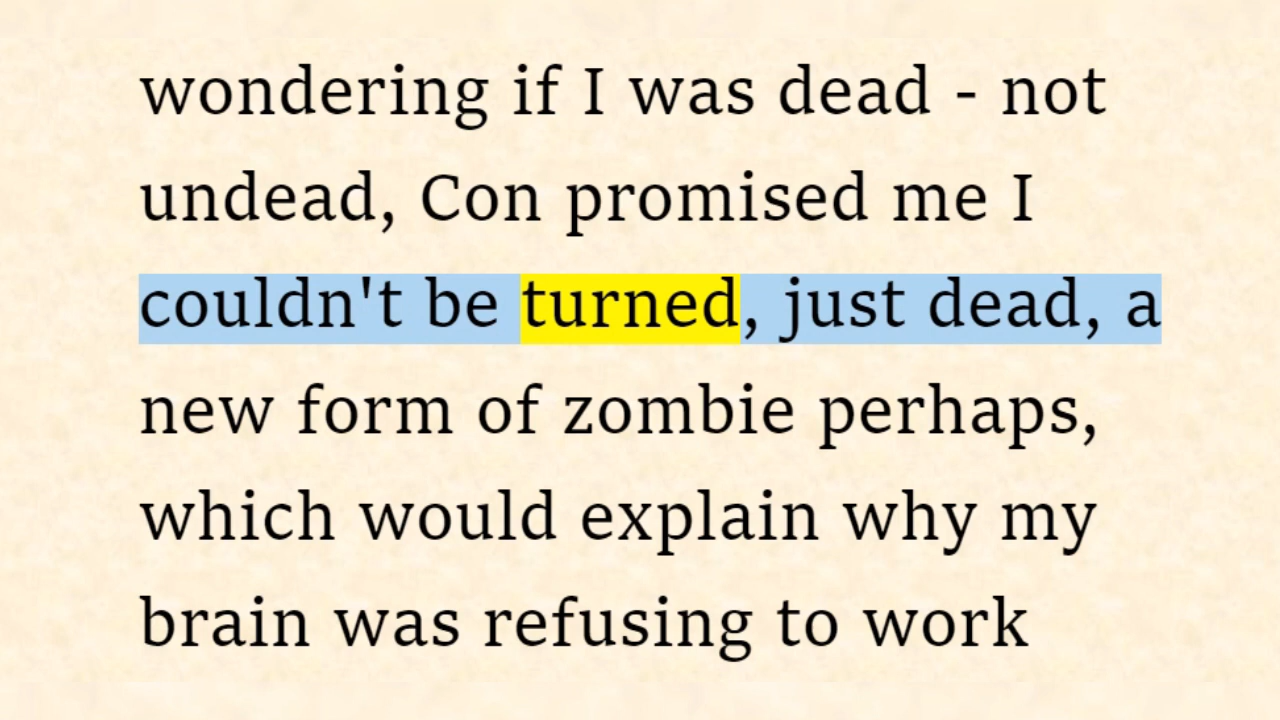 wondering if I was dead - not
undead, Con promised me I
couldn't be turned, just dead, a
new form of zombie perhaps,
which would explain why my
brain was refusing to work